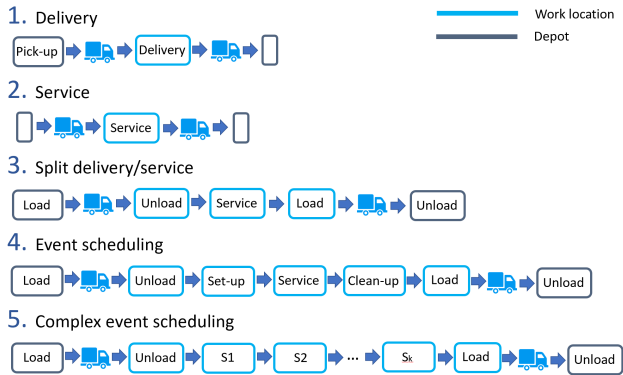 1. Delivery
Work location
Depot
Pick-up
Delivery
2. Service
Service
3. Split delivery/service
Load
Unload
Service
Load
Unload
4. Event scheduling
Load
Unload
Set-up
Service
Clean-up
Load
Unload
5. Complex event scheduling
Load
Unload
S1
S2
...
Sk
Load
Unload